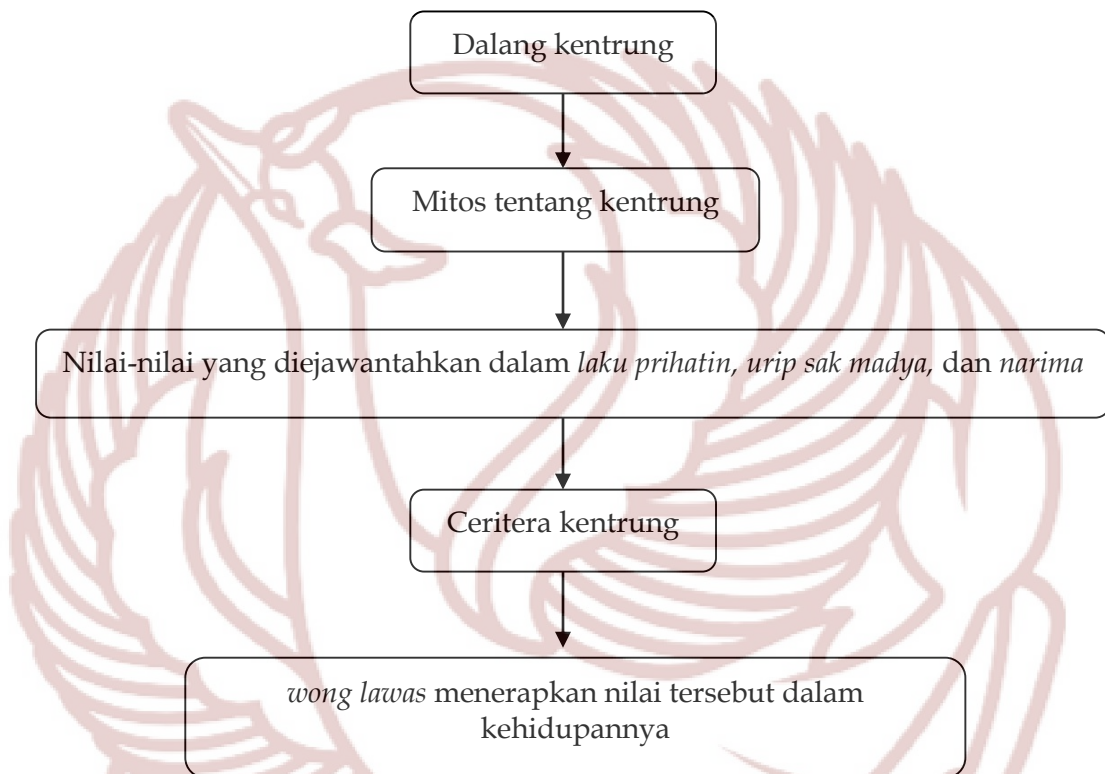 Dalang kentrung
Mitos tentang kentrung
Nilai-nilai yang diejawantahkan dalam laku prihatin, urip sak madya, dan narima
Ceritera kentrung
wong lawas menerapkan nilai tersebut dalam
kehidupannya